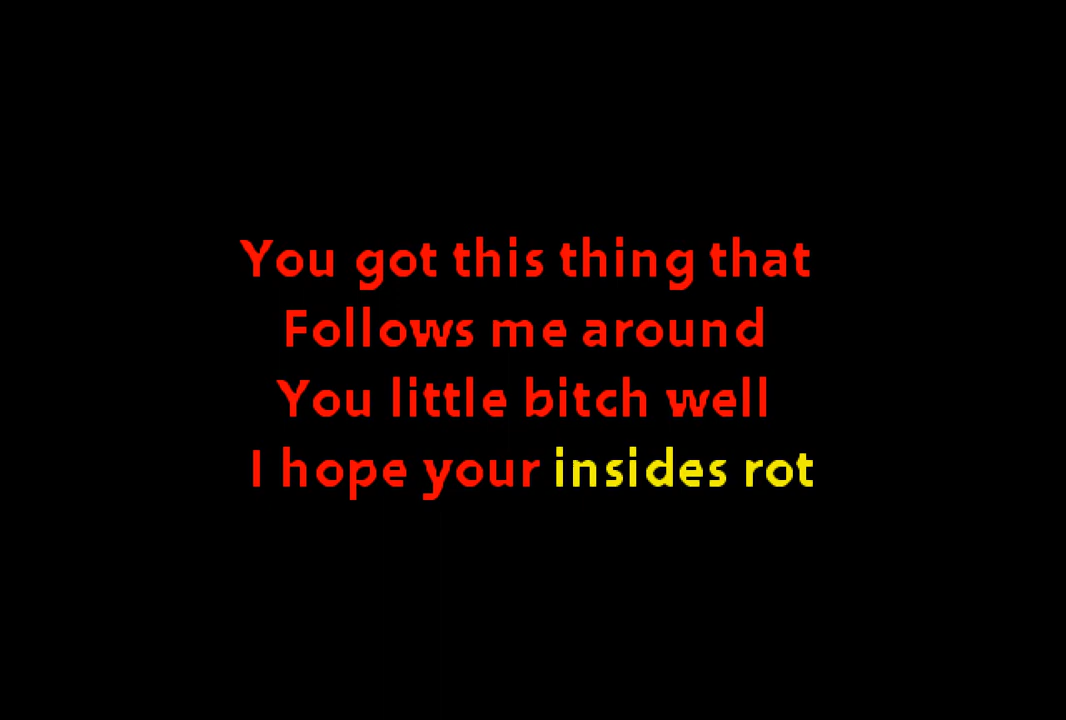 You got this thing that
Follows me around
You little bitch well
I hope your insides rot